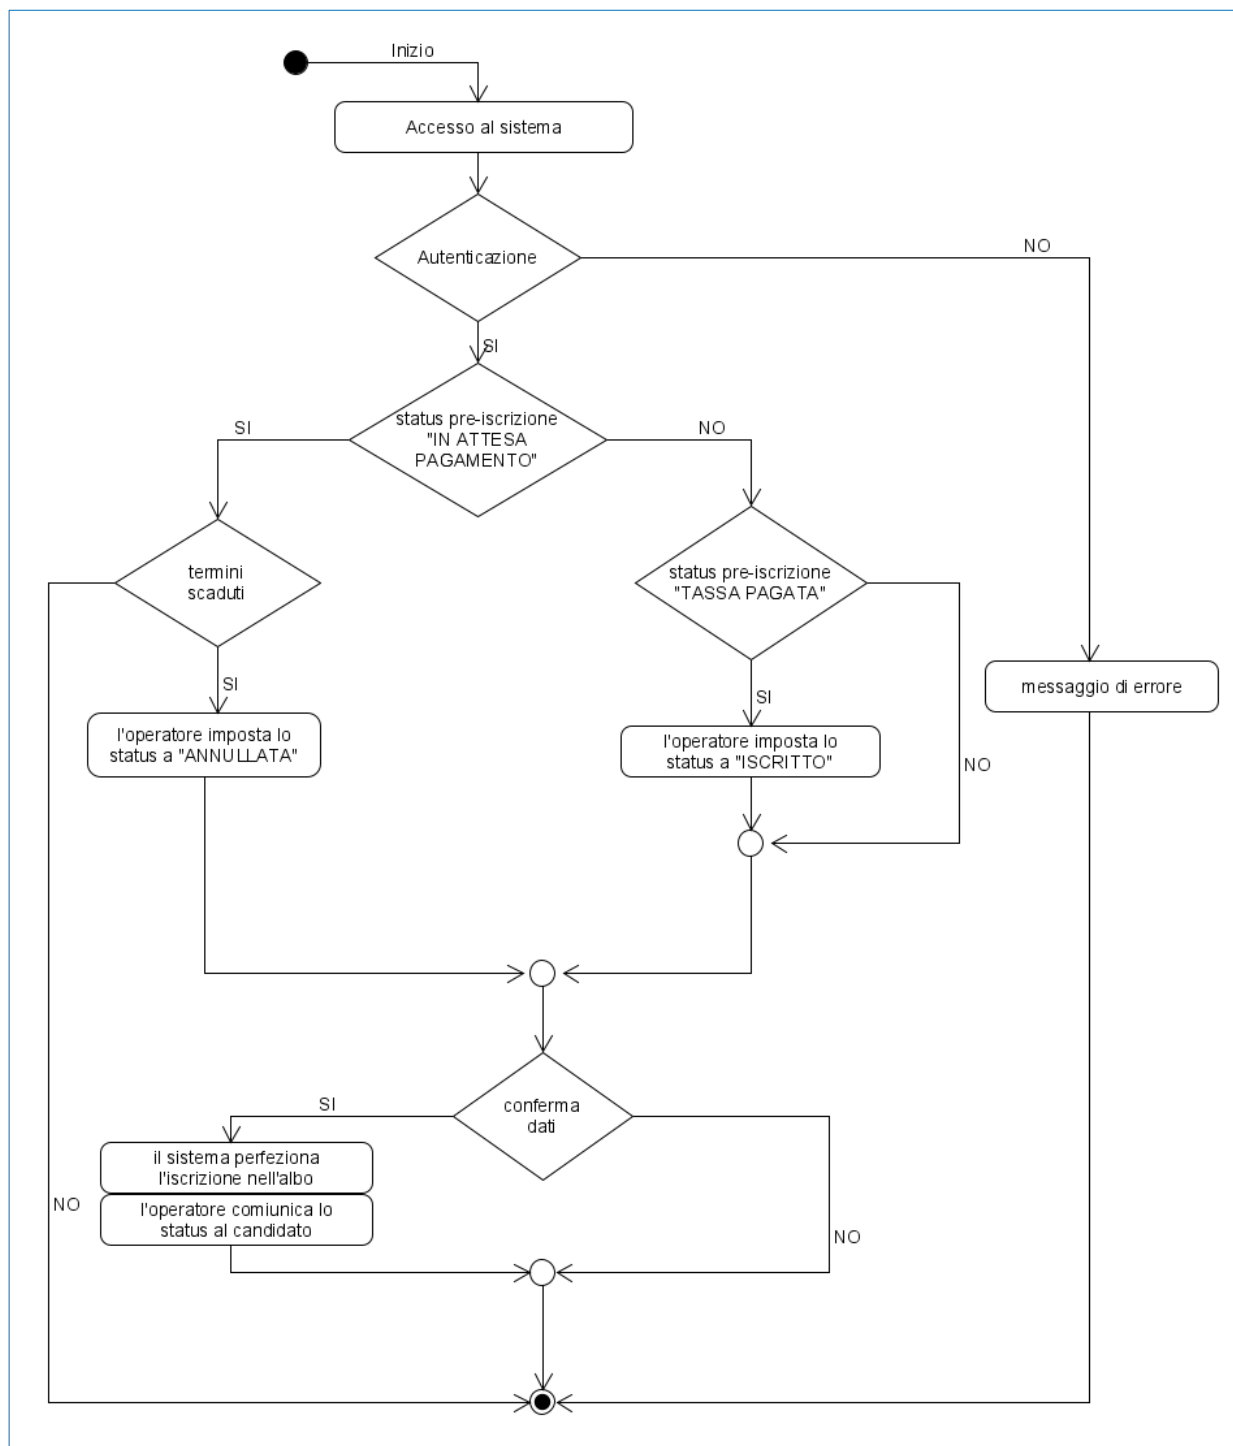 Inizio
Accesso al sistema
Autenticazione
NO
SI
status pre-iscrizione
"IN ATTESA
PAGAMENTO"
SI
NO
termini
scaduti
status pre-iscrizione
"TASSA PAGATA"
messaggio di errore
SI
SI
l'operatore imposta lo
status a "ANNULLATA"
l'operatore imposta lo
status a "ISCRITTO"
NO
conferma
dati
SI
il sistema perfeziona
l'iscrizione nell'albo
NO
l'operatore comiunica lo
status al candidato
NO